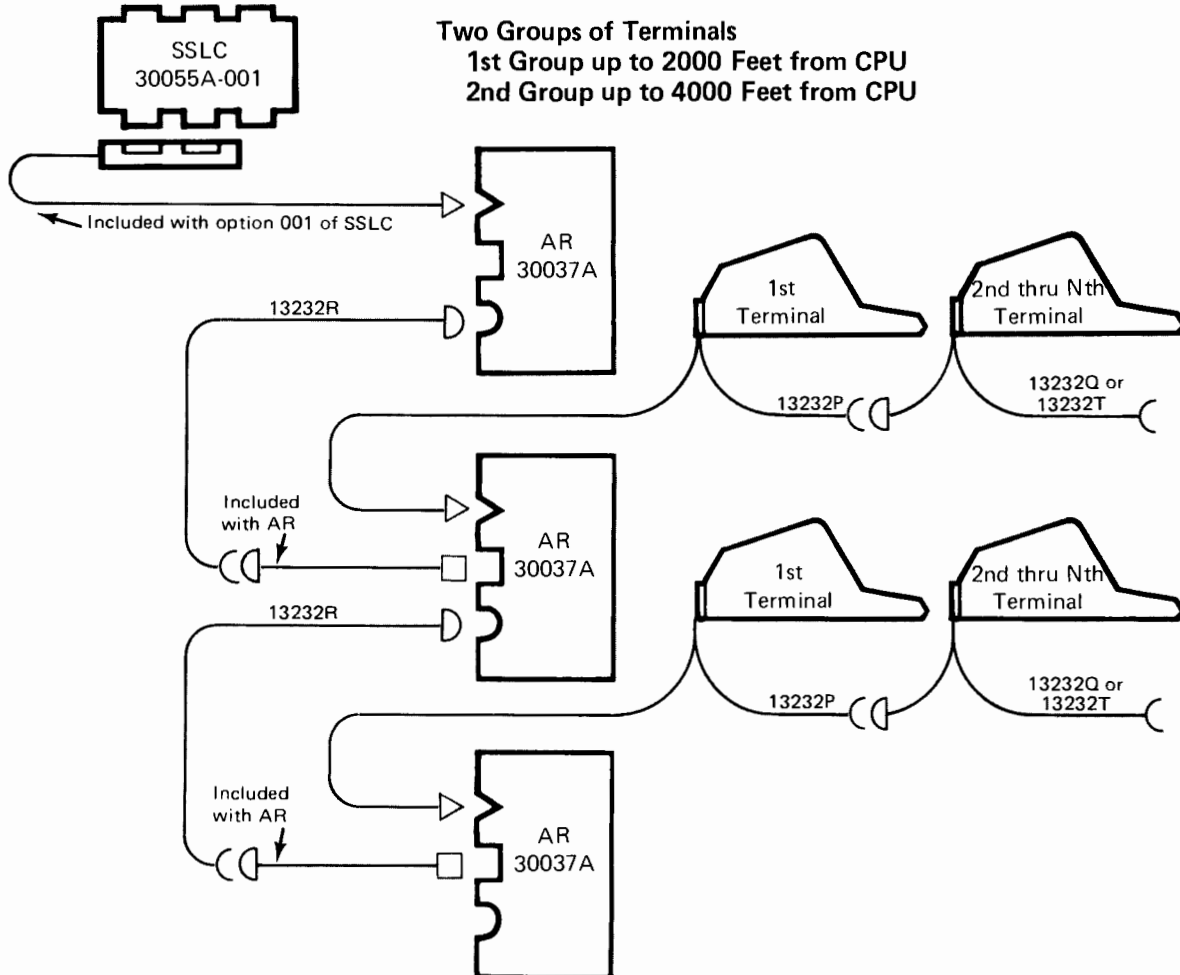 SSLC
30055A-001
Two Groups of Terminals
1st Group up to 2000 Feet from CPU
2nd Group up to 4000 Feet from CPU
Included with option 001 of SSLC
AR
30037A
13232R
1st
Terminal
2nd thru Nth
Terminal
13232P
13232Q or
13232T
Included
with AR
AR
30037A
13232R
1st
Terminal
2nd thru Nth
Terminal
13232P
13232Q or
13232T
Included
with AR
AR
30037A